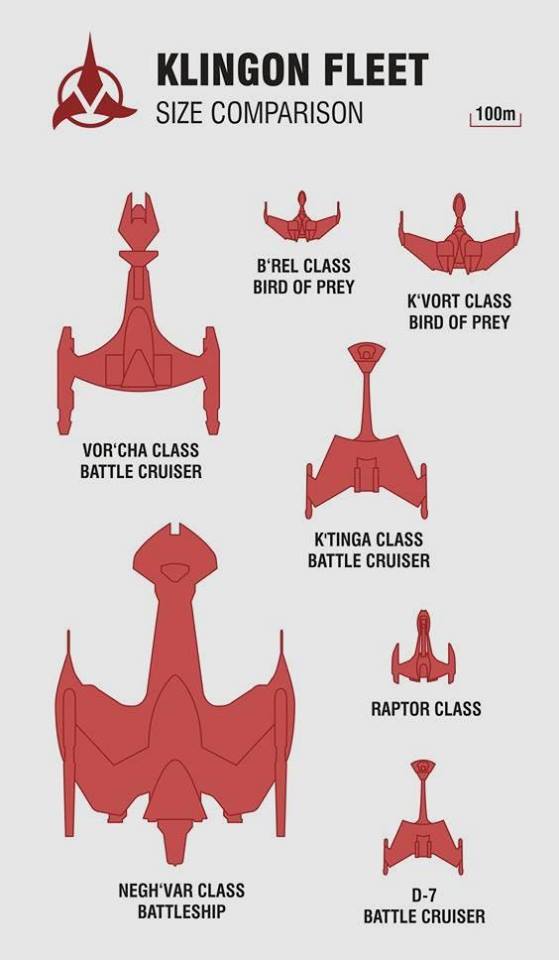 KLINGON FLEET
SIZE COMPARISON
100m
B'REL CLASS
BIRD OF PREY
K'VORT CLASS
BIRD OF PREY
VOR'CHA CLASS
BATTLE CRUISER
K'TINGA CLASS
BATTLE CRUISER
RAPTOR CLASS
NEGH'VAR CLASS
BATTLESHIP
D-7
BATTLE CRUISER